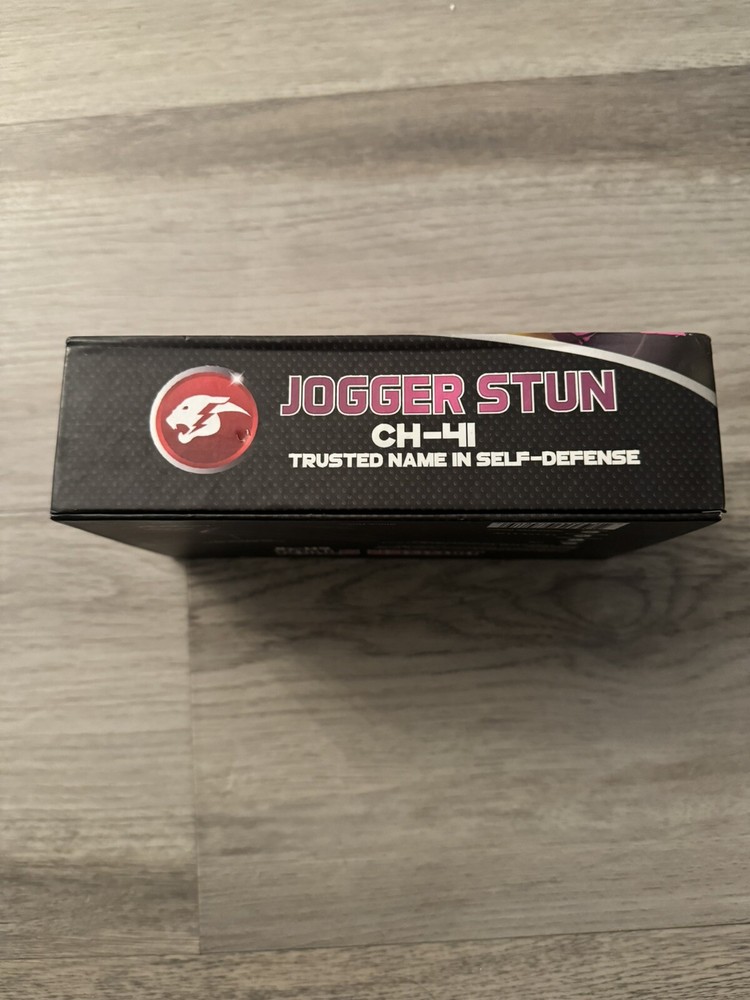 JOGGER STUN
CH-41
TRUSTED NAME IN SELF-DEFENSE